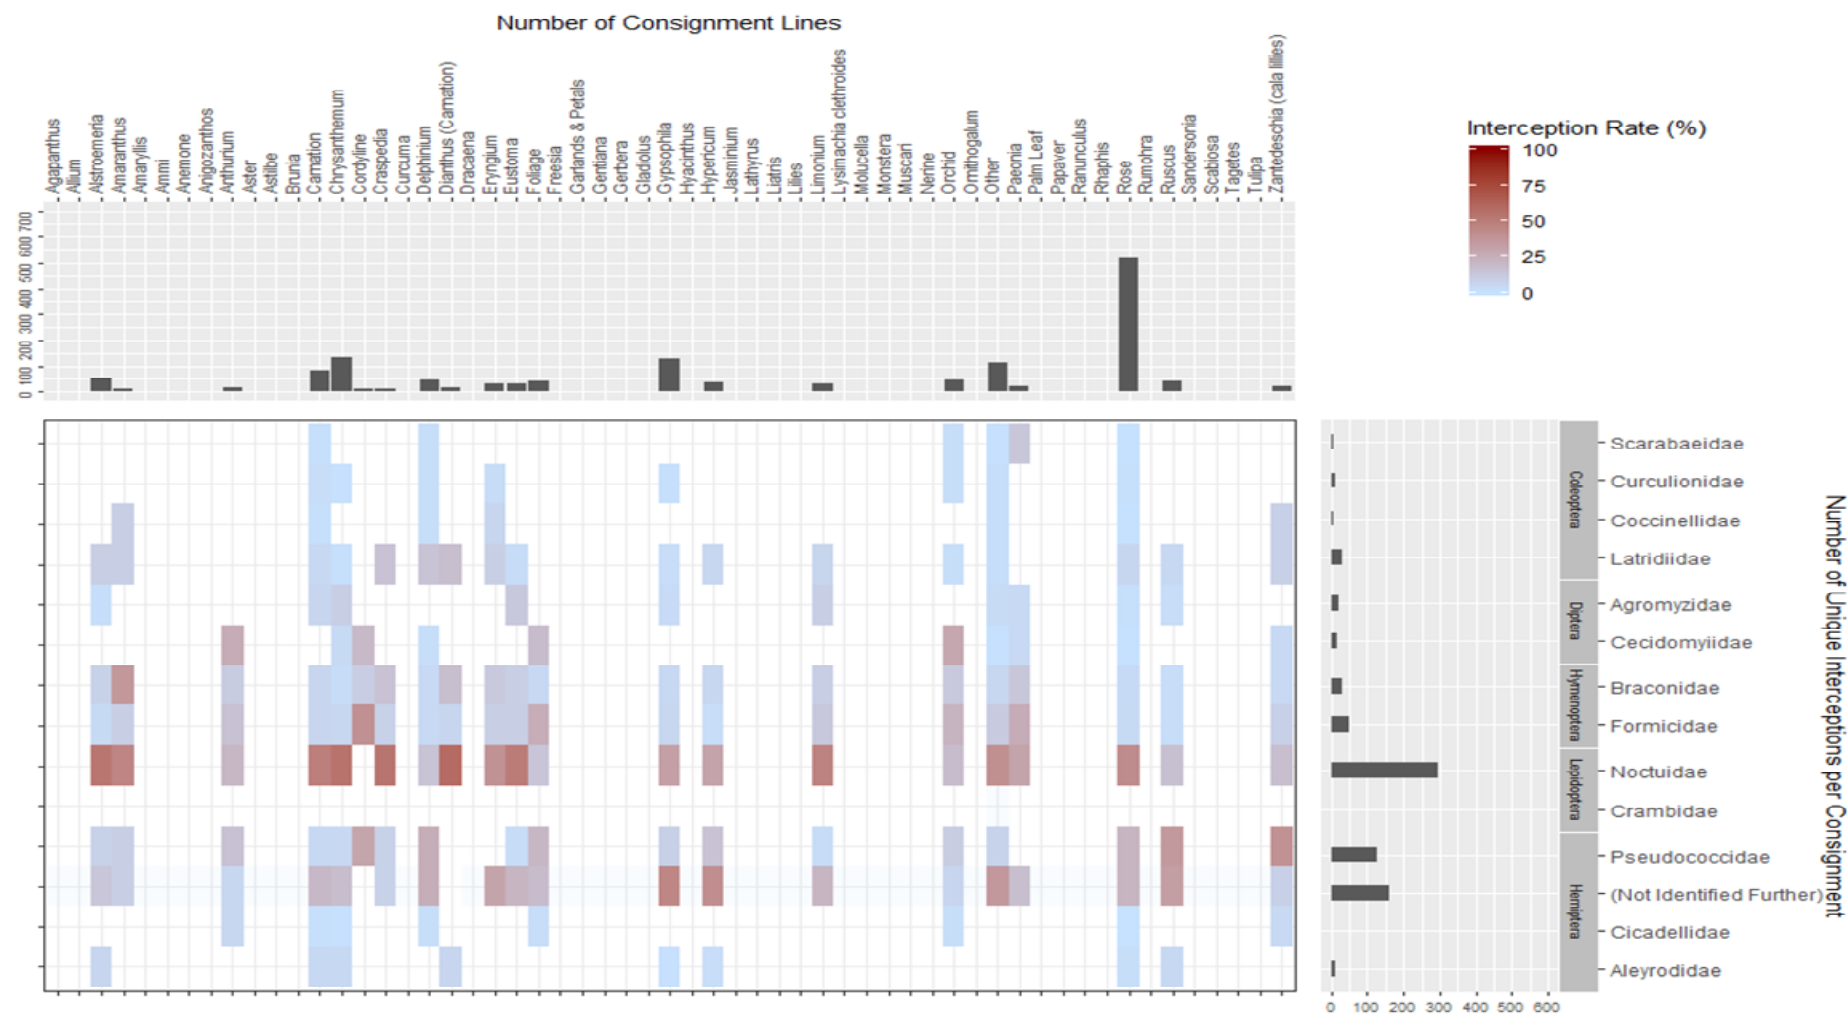 Number of Consignment Lines
Agapanthus
Allium
Alstroemeria
Amaranthus
Amaryllis
Ammi
Anemone
Anigozanthos
Anthurium
Aster
Astilbe
Brunia
Carnation
Chrysanthemum
Cordyline
Craspedia
Curcuma
Delphinium
Dianthus (Carnation)
Dracaena
Eryngium
Eustoma
Foliage
Freesia
Garlands & Petals
Gentiana
Gerbera
Gladiolus
Gypsophila
Hyacinthus
Hypericum
Jasminium
Lathyrus
Liatris
Lilies
Limonium
Lysimachia clethroides
Molucella
Monstera
Muscari
Nerine
Orchid
Ornithogalum
Other
Paeonia
Palm Leaf
Papaver
Ranunculus
Rhaphis
Rose
Rumohra
Ruscus
Sandersonia
Scabiosa
Tagetes
Tulipa
Zantedeschia (cala lillies)
Interception Rate (%)
100
75
50
25
0
700
600
500
400
300
200
100
0
Coleoptera
Scarabaeidae
Curculionidae
Coccinellidae
Latridiidae
Diptera
Agromyzidae
Cecidomyiidae
Hymenoptera
Braconidae
Formicidae
Lepidoptera
Noctuidae
Crambidae
Hemiptera
Pseudococcidae
(Not Identified Further)
Cicadellidae
Aleyrodidae
Number of Unique Interceptions per Consignment
0 100 200 300 400 500 600